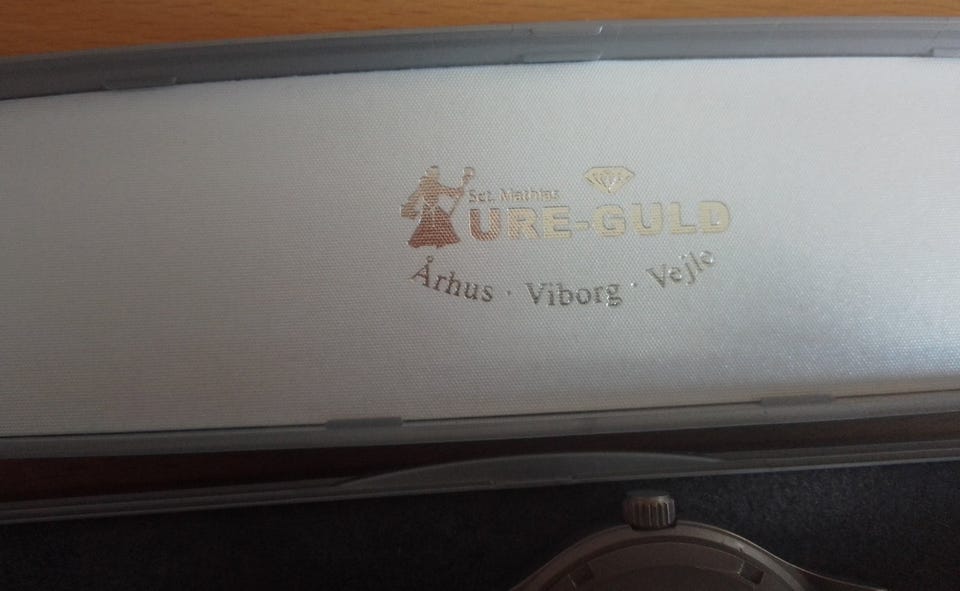 Sct. Mathias
URE-GULD
Århus · Viborg · Vejle